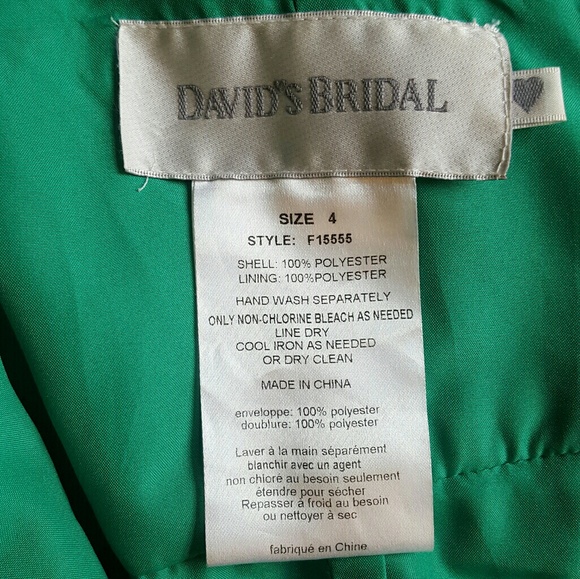 DAVID'S BRIDAL
SIZE 4
STYLE: F15555
SHELL: 100% POLYESTER
LINING: 100%POLYESTER
HAND WASH SEPARATELY
ONLY NON-CHLORINE BLEACH AS NEEDED
LINE DRY
COOL IRON AS NEEDED
OR DRY CLEAN
MADE IN CHINA
enveloppe: 100% polyester
doublure: 100% polyester
Laver à la main séparément
blanchir avec un agent
non chloré au besoin seulement
étendre pour sécher
Repasser à froid au besoin
ou nettoyer à sec
fabriqué en Chine